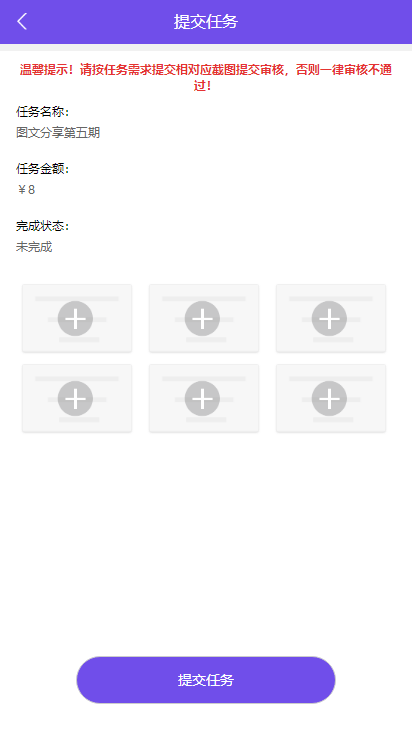 提交任务
温馨提示！请按任务需求提交相对应截图提交审核，否则一律审核不通
过！
任务名称：
图文分享第五期
任务金额：
￥8
完成状态：
未完成
提交任务